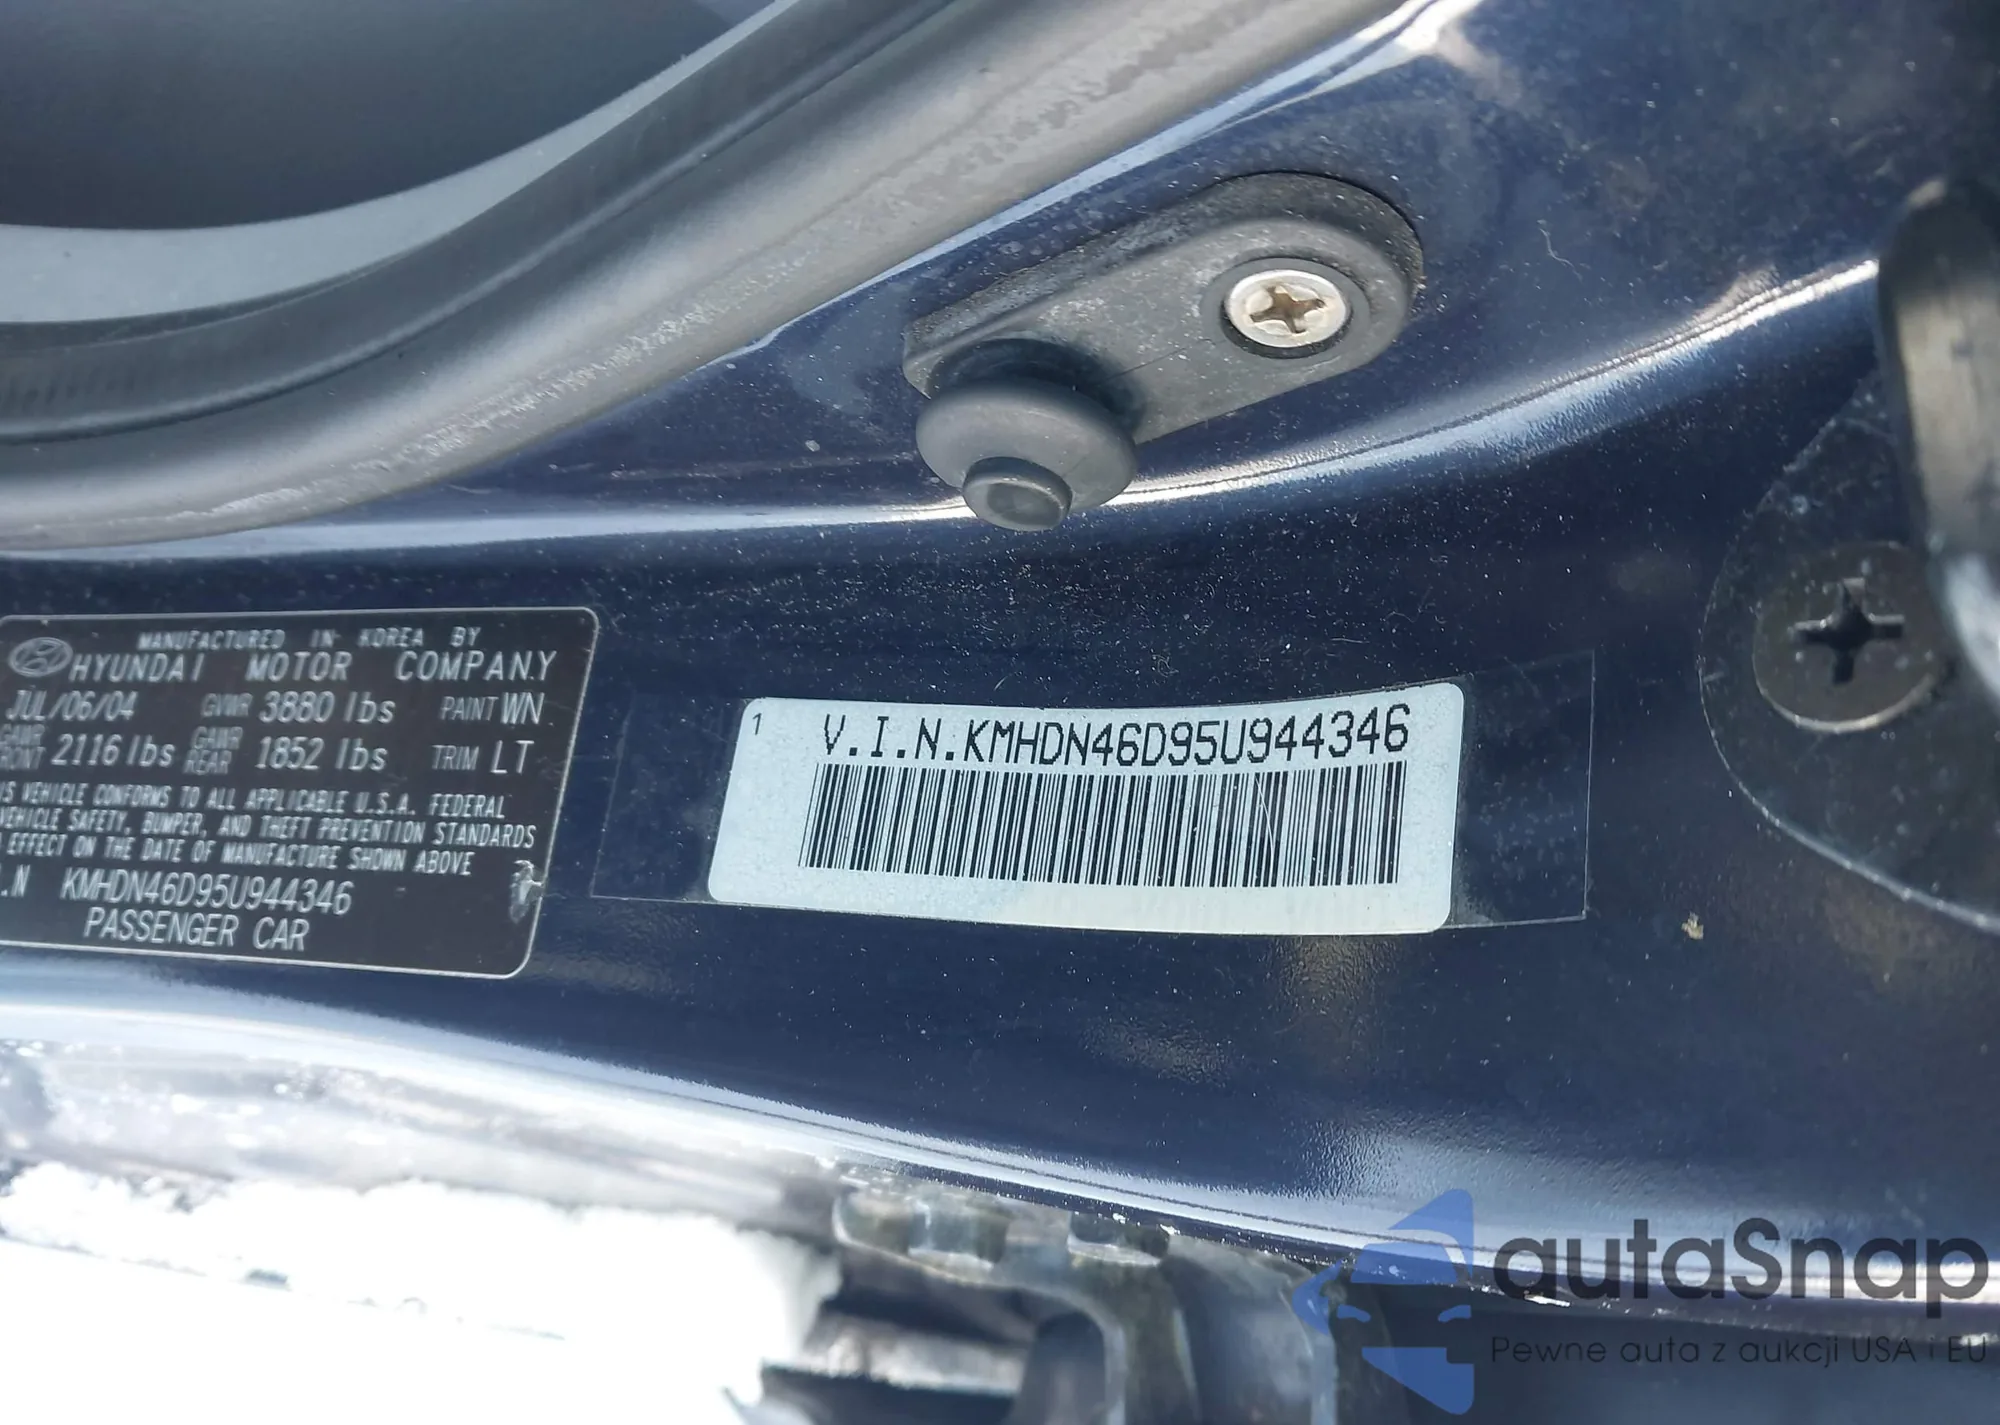 MANUFACTURED IN KOREA BY
HYUNDAI MOTOR COMPANY
JUL/06/04 GVWR 3880 lbs PAINT WN
GAWR FRONT 2116 lbs GAWR REAR 1852 lbs TRIM LT
VEHICLE CONFORMS TO ALL APPLICABLE U.S.A. FEDERAL
VEHICLE SAFETY, BUMPER, AND THEFT PREVENTION STANDARDS
EFFECT ON THE DATE OF MANUFACTURE SHOWN ABOVE
.I.N KMHDN46D95U944346
PASSENGER CAR
1 V.I.N.KMHDN46D95U944346
autaSnap
Pewne auta z aukcji USA i EU